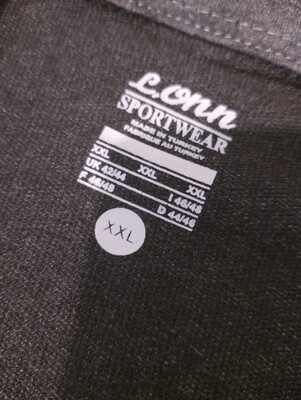 L.onn
SPORTWEAR
MADE IN TURKEY
FABRIQUE AU TURKEY
XXL XXL XXL
UK 42/44 I 46/48
F 46/48 D 44/46
XXL